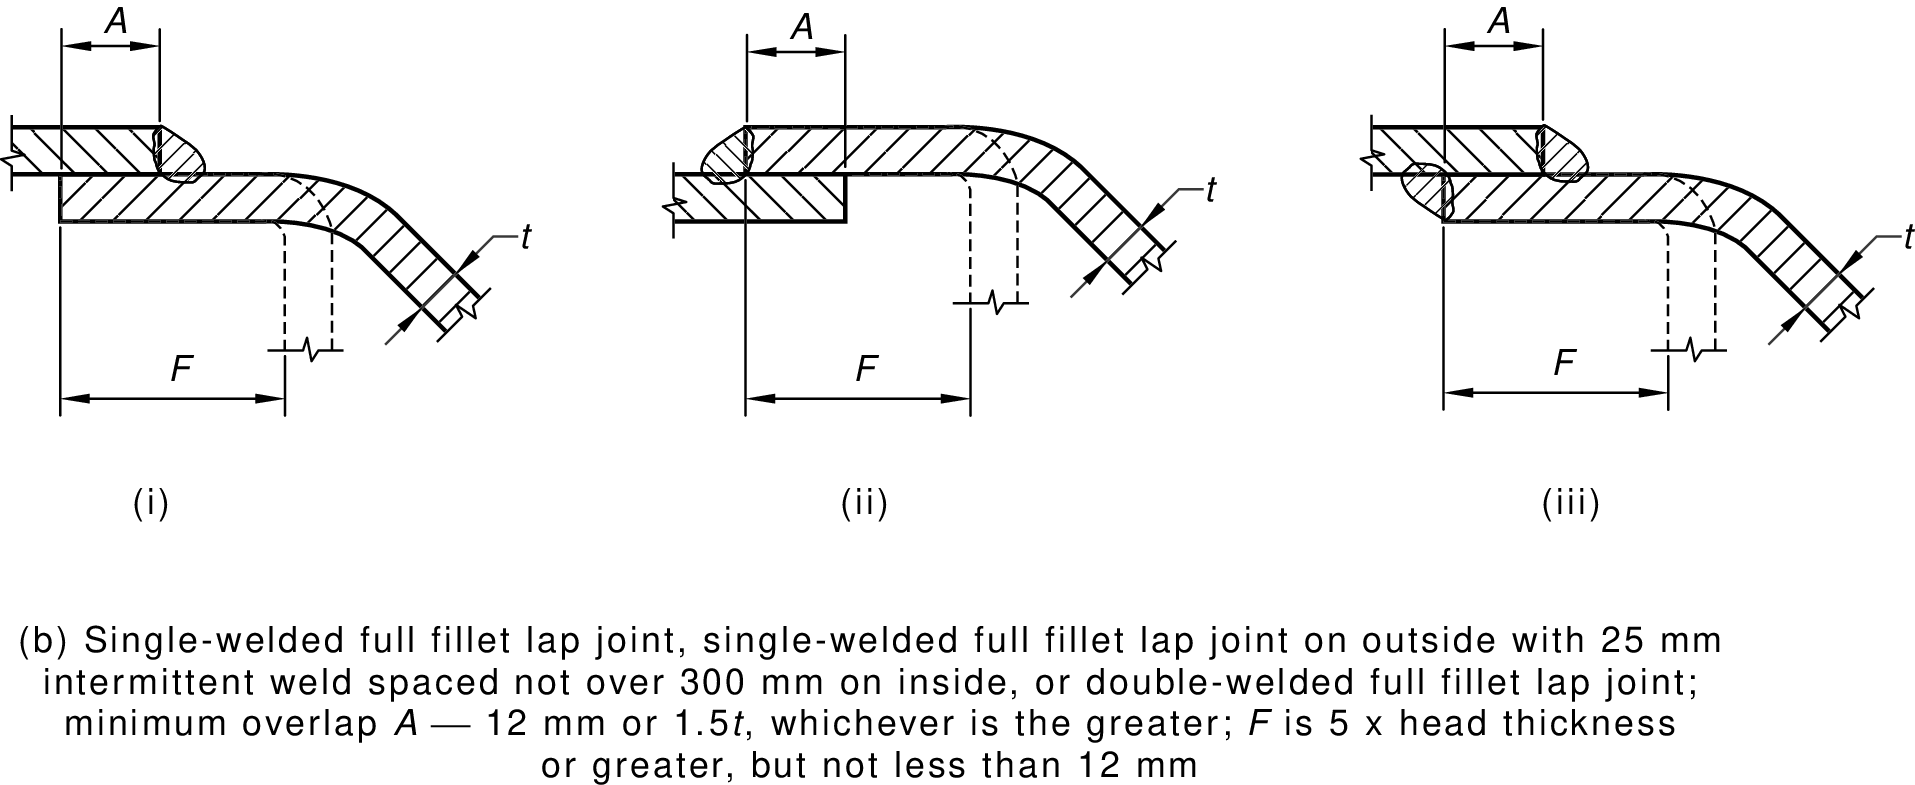 A
A
A
t
t
t
F
F
F
(i)
(ii)
(iii)
(b) Single-welded full fillet lap joint, single-welded full fillet lap joint on outside with 25 mm
intermittent weld spaced not over 300 mm on inside, or double-welded full fillet lap joint;
minimum overlap A — 12 mm or 1.5t, whichever is the greater; F is 5 x head thickness
or greater, but not less than 12 mm